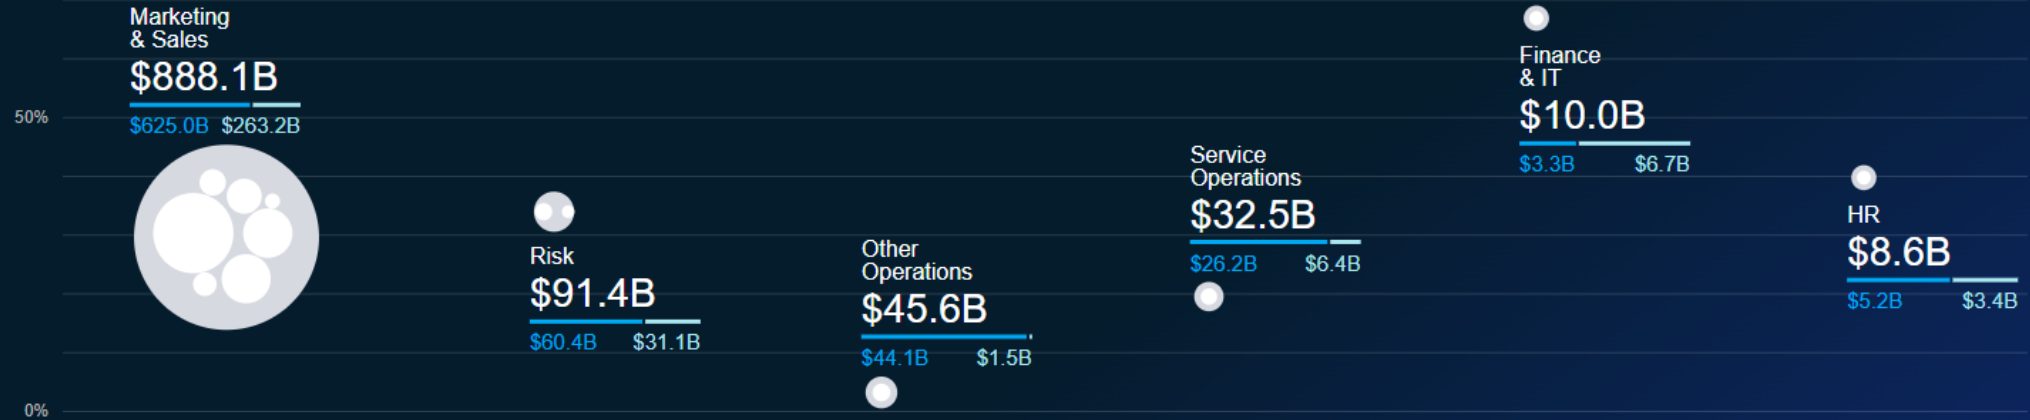 Marketing
& Sales
$888.1B
$625.0B $263.2B
50%
Risk
$91.4B
$60.4B $31.1B
Other
Operations
$45.6B
$44.1B $1.5B
Service
Operations
$32.5B
$26.2B $6.4B
Finance
& IT
$10.0B
$3.3B $6.7B
HR
$8.6B
$5.2B $3.4B
0%